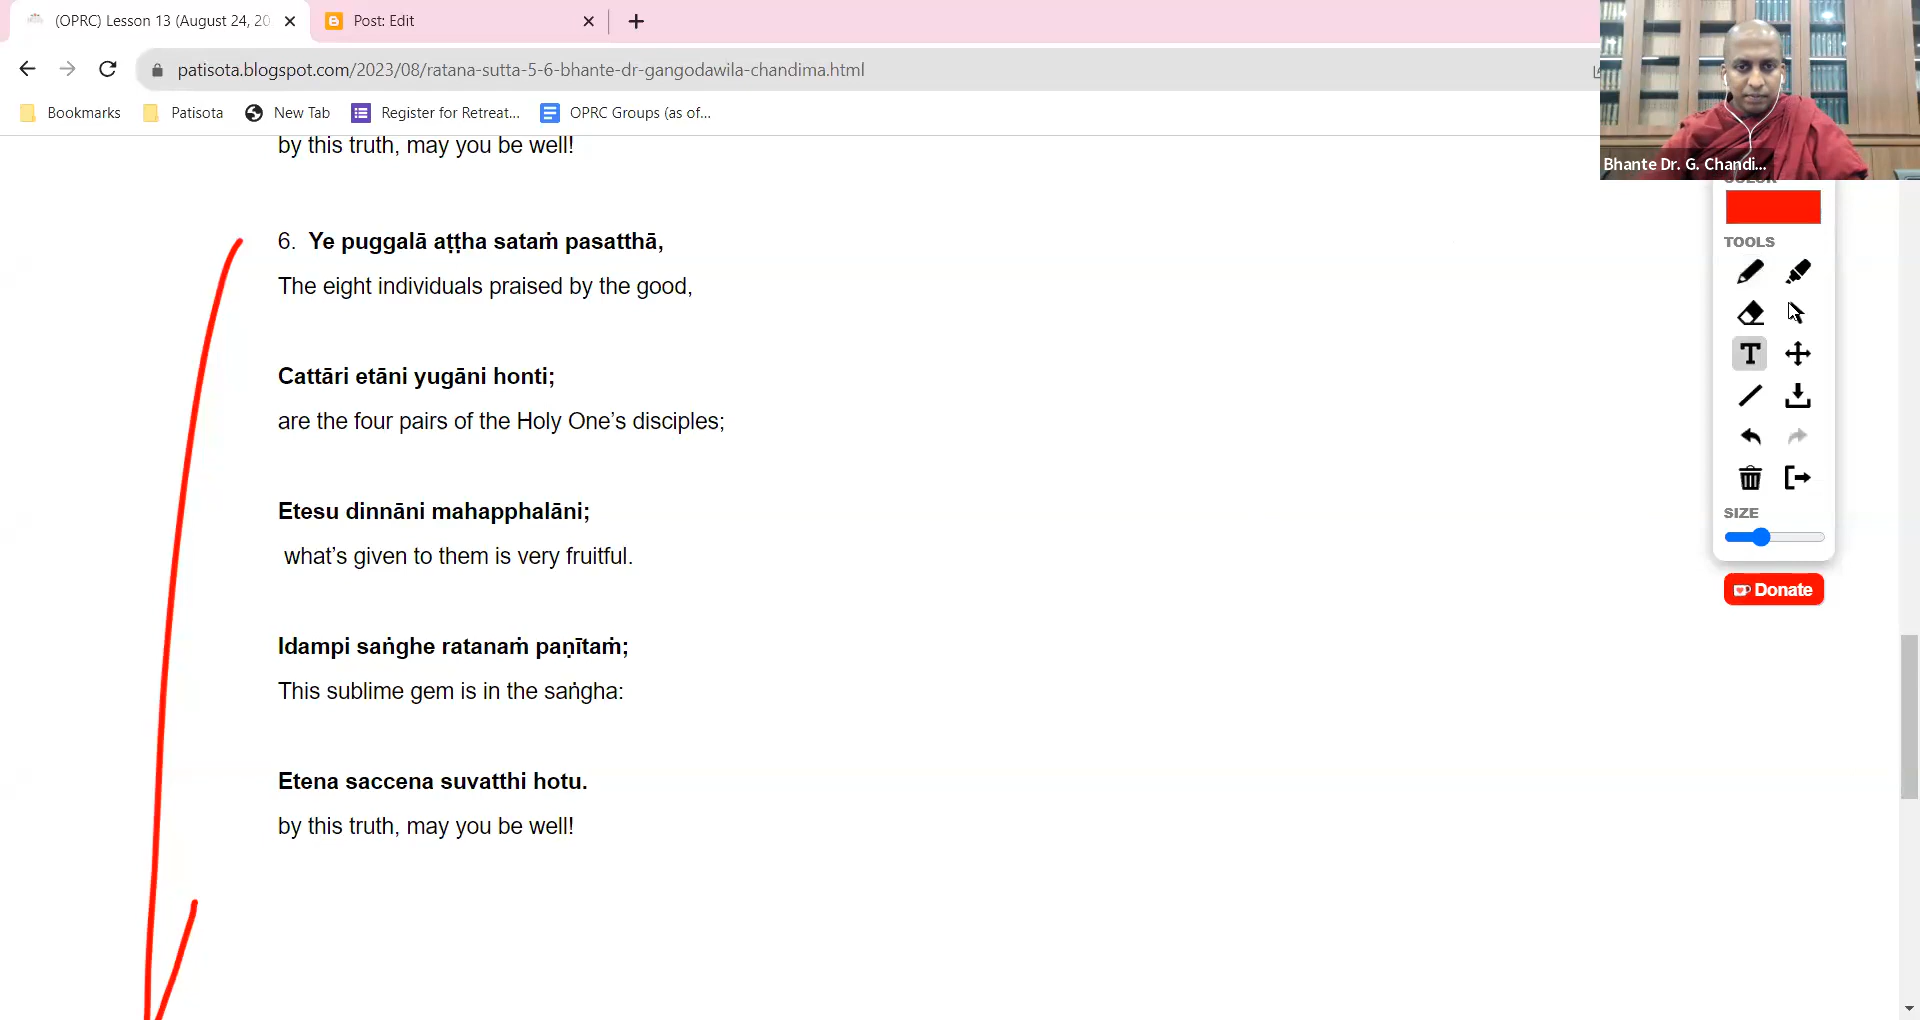 (OPRC) Lesson 13 (August 24, 20
Post: Edit
patisota.blogspot.com/2023/08/ratana-sutta-5-6-bhante-dr-gangodawila-chandima.html
Bookmarks
Patisota
New Tab
Register for Retreat...
OPRC Groups (as of...
Bhante Dr. G. Chandi...
by this truth, may you be well!
6. Ye puggalā aṭṭha sataṁ pasatthā,
The eight individuals praised by the good,
Cattāri etāni yugāni honti;
are the four pairs of the Holy One’s disciples;
Etesu dinnāni mahapphalāni;
what’s given to them is very fruitful.
Idampi saṅghe ratanaṁ paṇītaṁ;
This sublime gem is in the saṅgha:
Etena saccena suvatthi hotu.
by this truth, may you be well!
COLOR
TOOLS
T
SIZE
Donate